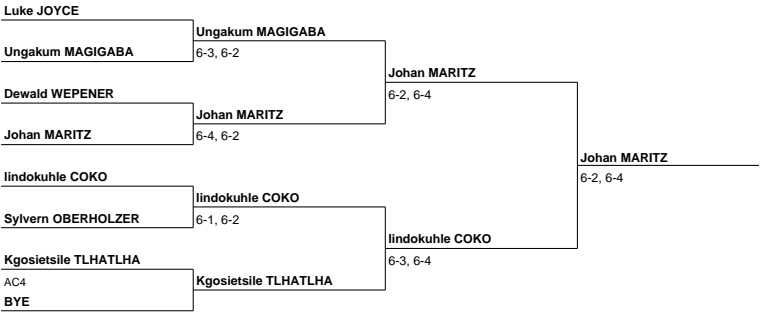 Luke JOYCE
Ungakum MAGIGABA
6-3, 6-2
Ungakum MAGIGABA
Johan MARITZ
6-2, 6-4
Dewald WEPENER
Johan MARITZ
6-4, 6-2
Johan MARITZ
Johan MARITZ
6-2, 6-4
lindokuhle COKO
lindokuhle COKO
6-1, 6-2
Sylvern OBERHOLZER
lindokuhle COKO
6-3, 6-4
Kgosietsile TLHATLHA
AC4
Kgosietsile TLHATLHA
BYE